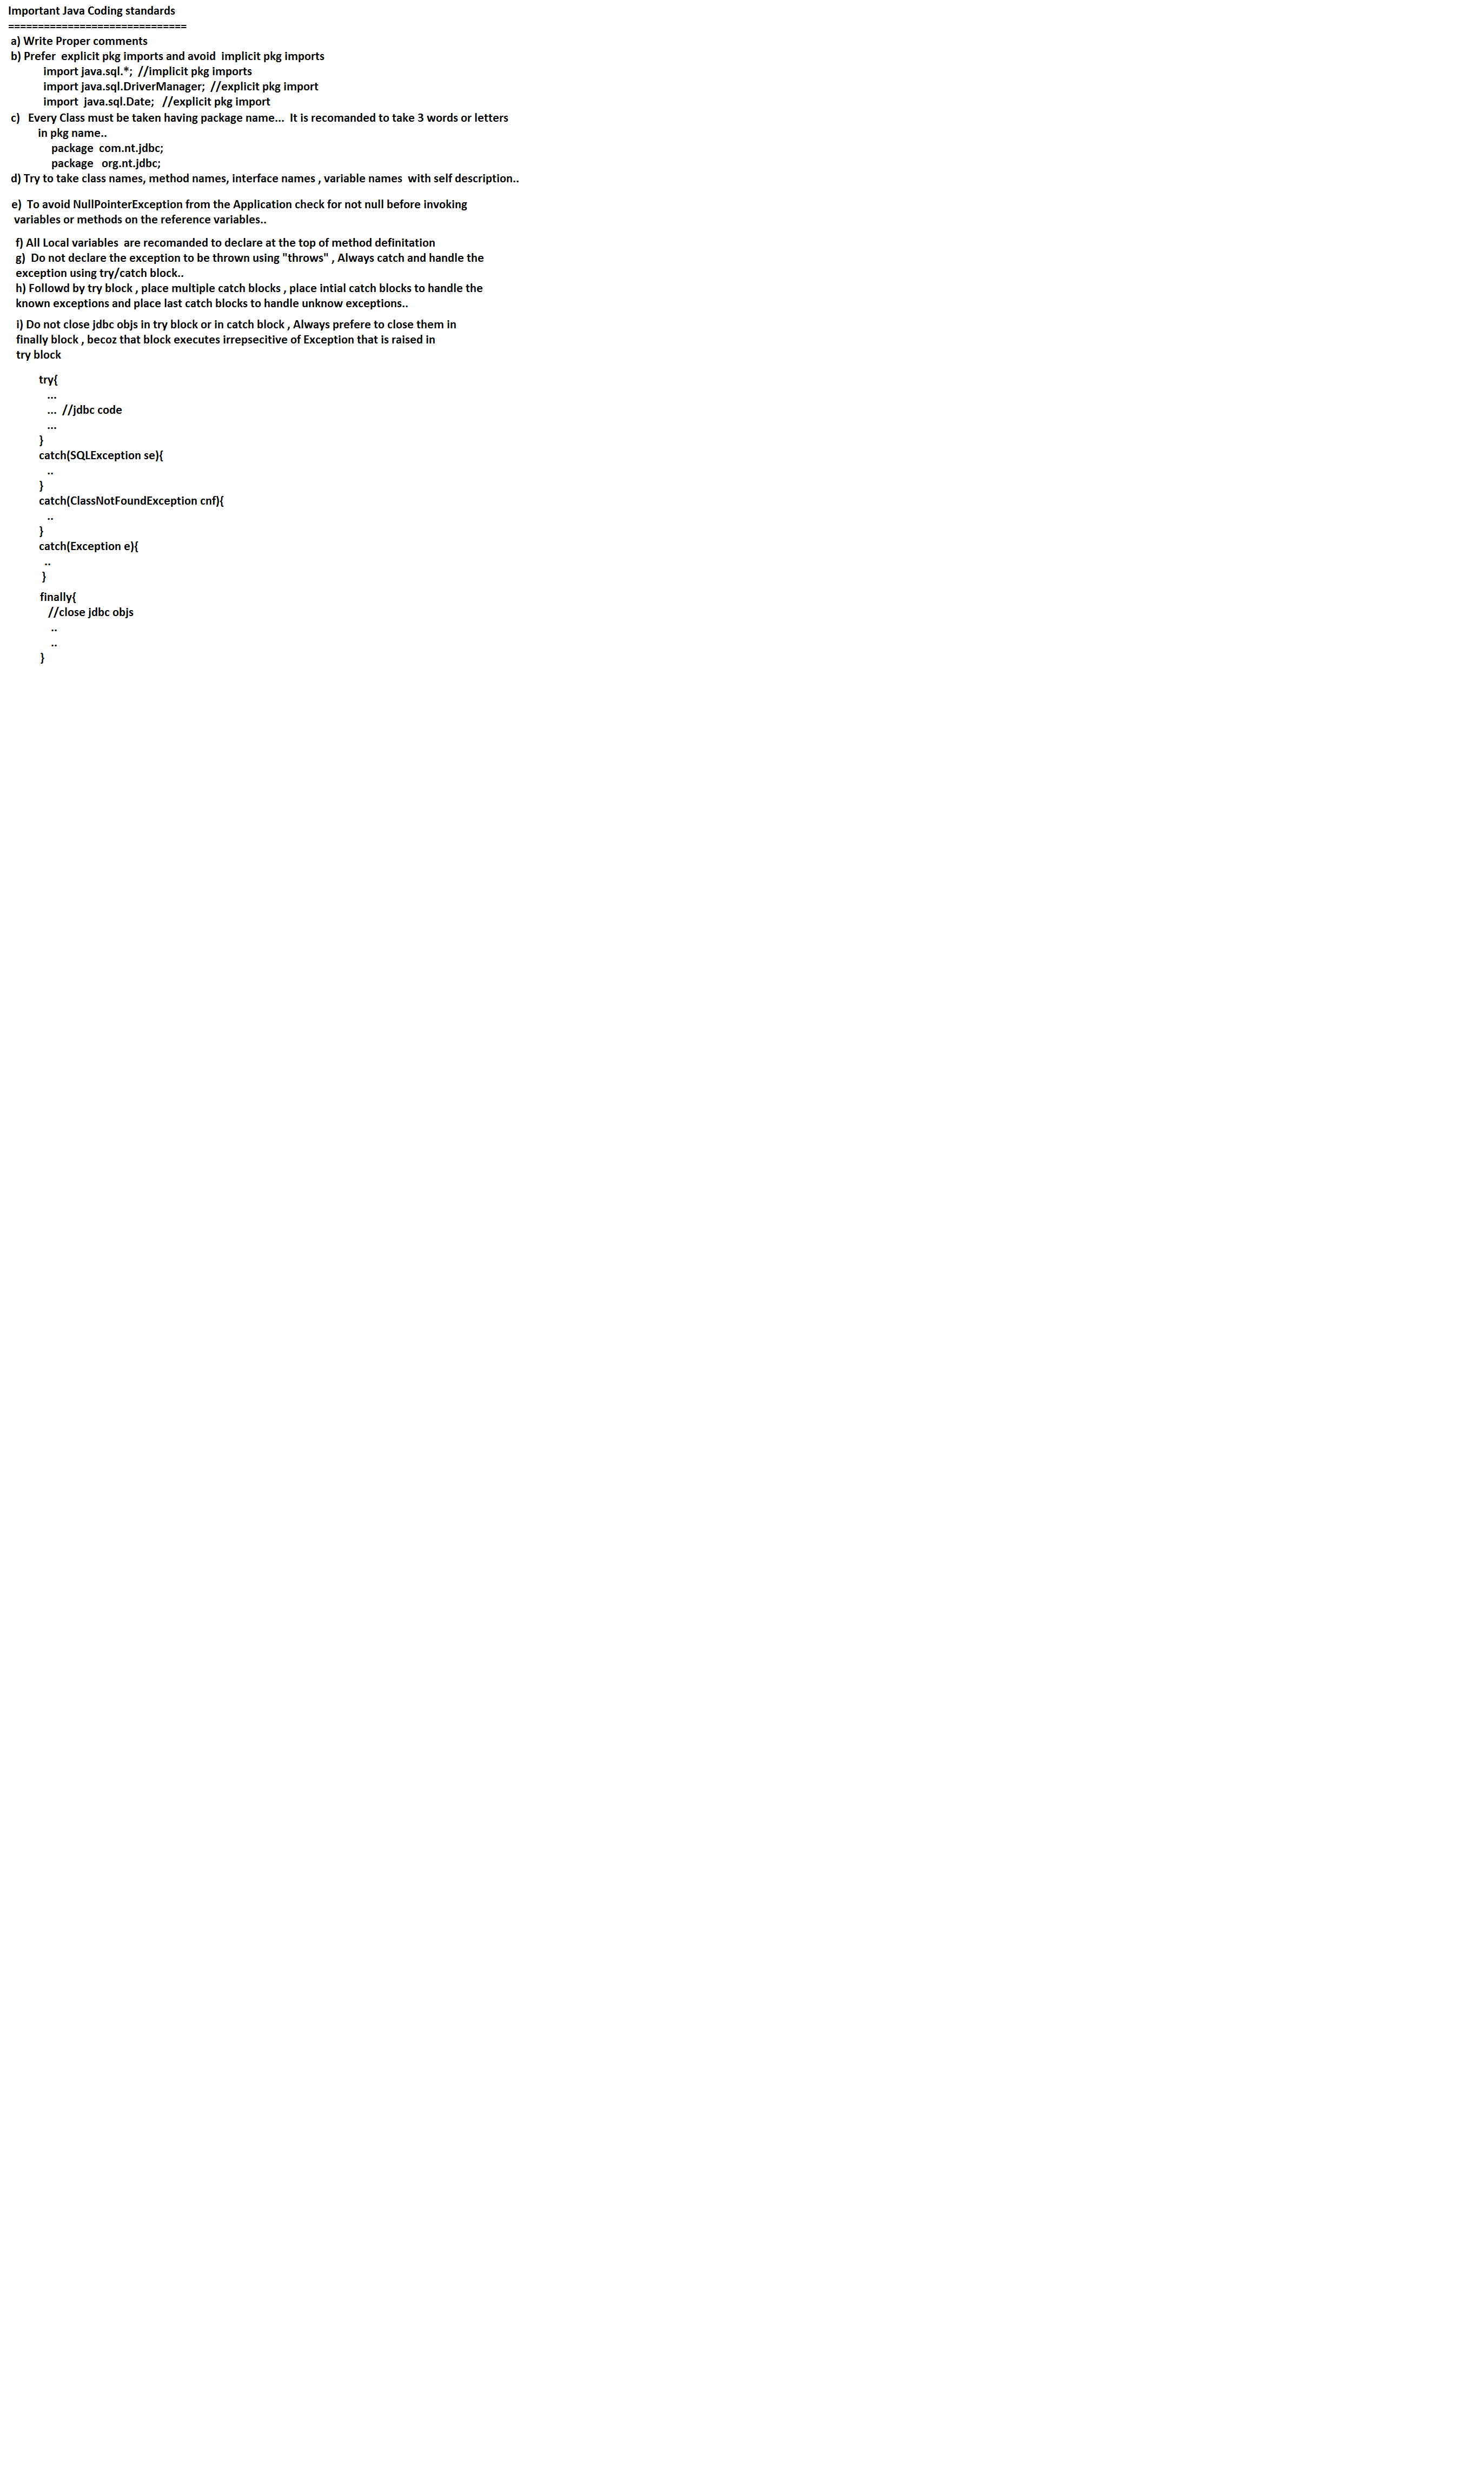 Important Java Coding standards
==============================
a) Write Proper comments
b) Prefer  explicit pkg imports and avoid  implicit pkg imports
import java.sql.*;  //implicit pkg imports
import java.sql.DriverManager;  //explicit pkg import
import  java.sql.Date;   //explicit pkg import
c)   Every Class must be taken having package name...  It is recomanded to take 3 words or letters
in pkg name..
package  com.nt.jdbc;
package   org.nt.jdbc;
d) Try to take class names, method names, interface names , variable names  with self description..
e)  To avoid NullPointerException from the Application check for not null before invoking
variables or methods on the reference variables..
f) All Local variables  are recomanded to declare at the top of method definitation
g)  Do not declare the exception to be thrown using "throws" , Always catch and handle the
exception using try/catch block..
h) Followd by try block , place multiple catch blocks , place intial catch blocks to handle the
known exceptions and place last catch blocks to handle unknow exceptions..
i) Do not close jdbc objs in try block or in catch block , Always prefere to close them in
finally block , becoz that block executes irrepsecitive of Exception that is raised in
try block
try{
...
...  //jdbc code
...
}
catch(SQLException se){
..
}
catch(ClassNotFoundException cnf){
..
}
catch(Exception e){
..
}
finally{
//close jdbc objs
..
..
}